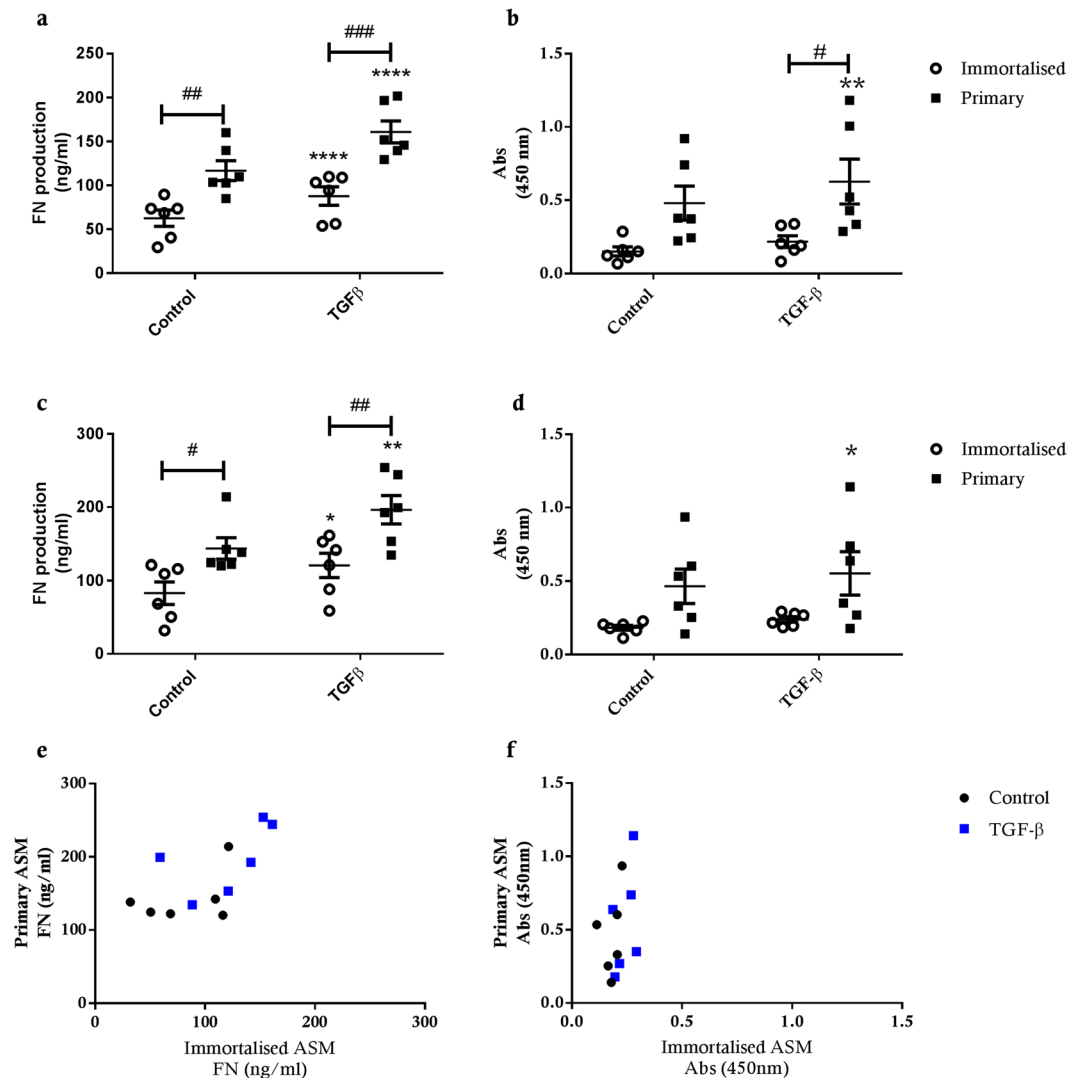 a
250
200
150
100
50
0
FN production
(ng/ml)
##
###
****
****
Control
TGFβ
b
1.5
1.0
0.5
0.0
Abs
(450 nm)
#
**
Control
TGF-β
Immortalised
Primary
c
300
200
100
0
FN production
(ng/ml)
#
##
*
**
Control
TGFβ
d
1.5
1.0
0.5
0.0
Abs
(450 nm)
*
Control
TGF-β
Immortalised
Primary
e
300
200
100
0
Primary ASM
FN (ng/ml)
0 100 200 300
Immortalised ASM
FN (ng/ml)
f
1.5
1.0
0.5
0.0
Primary ASM
Abs (450nm)
0.0 0.5 1.0 1.5
Immortalised ASM
Abs (450nm)
Control
TGF-β